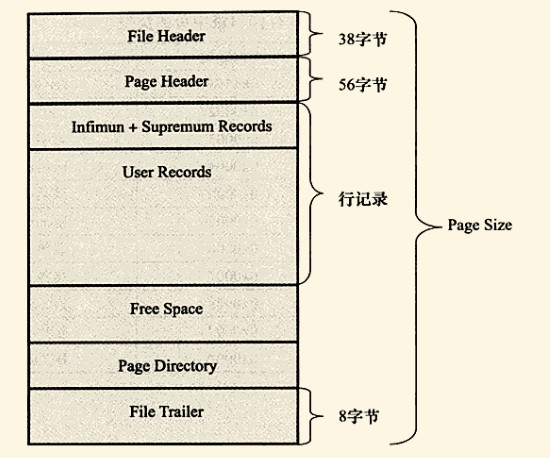 File Header
38字节
Page Header
56字节
Infimun + Supremum Records
User Records
行记录
Page Size
Free Space
Page Directory
File Trailer
8字节